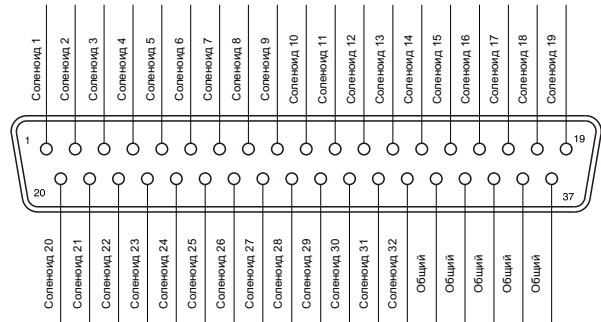 Соленоид 1
Соленоид 2
Соленоид 3
Соленоид 4
Соленоид 5
Соленоид 6
Соленоид 7
Соленоид 8
Соленоид 9
Соленоид 10
Соленоид 11
Соленоид 12
Соленоид 13
Соленоид 14
Соленоид 15
Соленоид 16
Соленоид 17
Соленоид 18
Соленоид 19
1
19
20
37
Соленоид 20
Соленоид 21
Соленоид 22
Соленоид 23
Соленоид 24
Соленоид 25
Соленоид 26
Соленоид 27
Соленоид 28
Соленоид 29
Соленоид 30
Соленоид 31
Соленоид 32
Общий
Общий
Общий
Общий
Общий